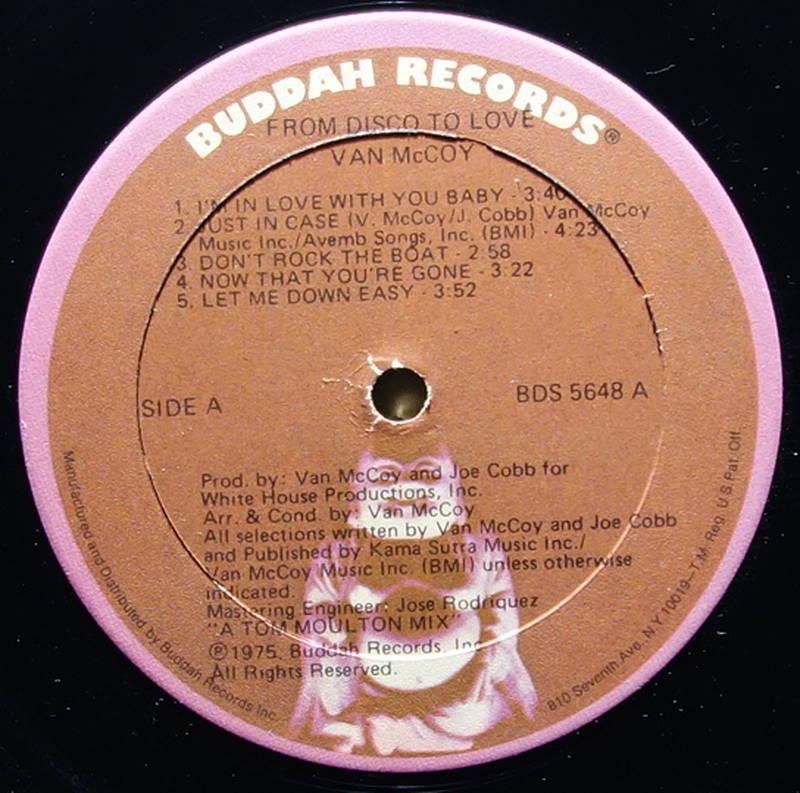 BUDDAH RECORDS®
FROM DISCO TO LOVE
VAN McCOY
1. I'M IN LOVE WITH YOU BABY - 3:40
2. JUST IN CASE (V. McCoy/J. Cobb) Van McCoy
Music Inc./Avemb Songs, Inc. (BMI) - 4:23
3. DON'T ROCK THE BOAT - 2:58
4. NOW THAT YOU'RE GONE - 3:22
5. LET ME DOWN EASY - 3:52
SIDE A
BDS 5648 A
Prod. by: Van McCoy and Joe Cobb for
White House Productions, Inc.
Arr. & Cond. by: Van McCoy
All selections written by Van McCoy and Joe Cobb
and Published by Kama Sutra Music Inc./
Van McCoy Music Inc. (BMI) unless otherwise
indicated.
Mastering Engineer: Jose Rodriquez
"A TOM MOULTON MIX"
℗1975, Buddah Records, Inc.
All Rights Reserved.
Manufactured and Distributed by Buddah Records Inc. 810 Seventh Ave., N.Y. 10019—T.M. Reg. U.S. Pat. Off.